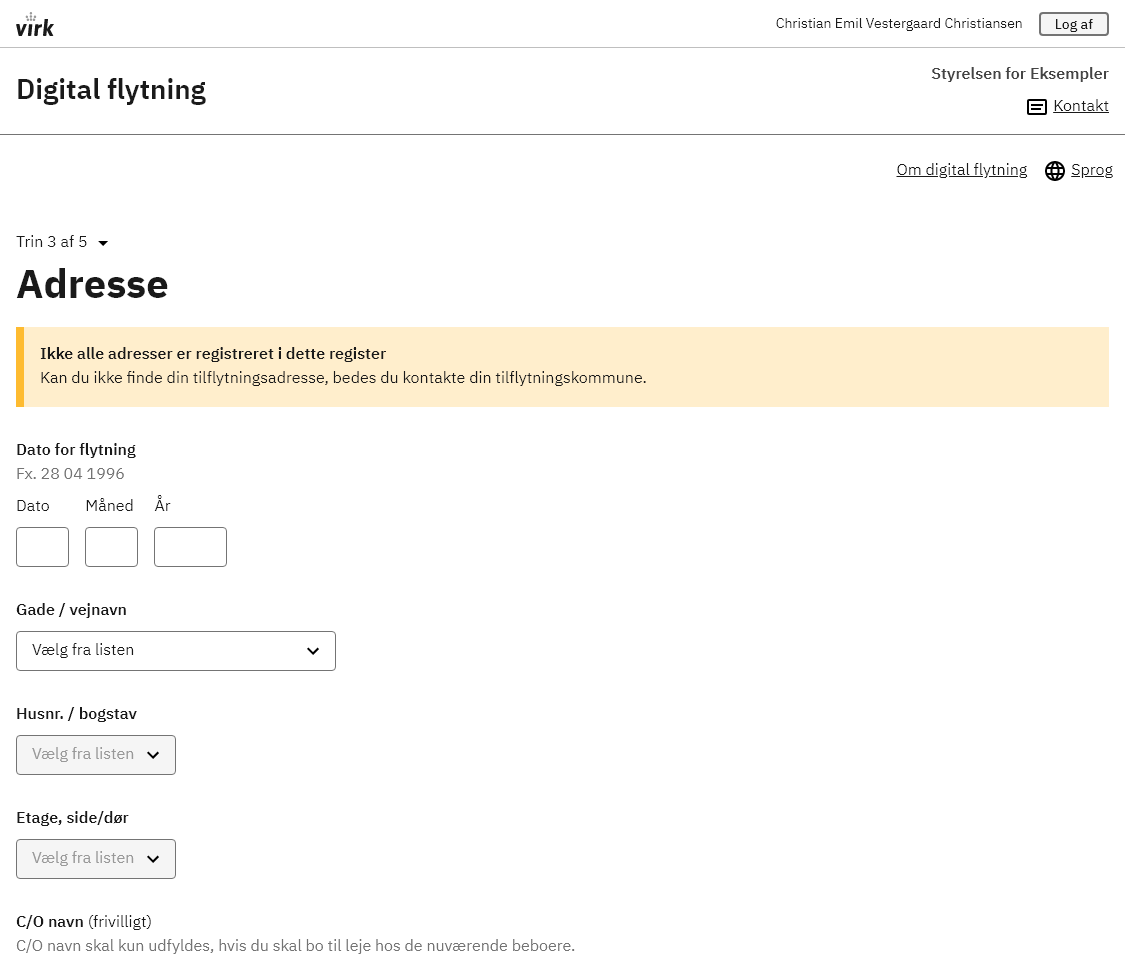 virk
Christian Emil Vestergaard Christiansen
Log af
Digital flytning
Styrelsen for Eksempler
Kontakt
Om digital flytning
Sprog
Trin 3 af 5
Adresse
Ikke alle adresser er registreret i dette register
Kan du ikke finde din tilflytningsadresse, bedes du kontakte din tilflytningskommune.
Dato for flytning
Fx. 28 04 1996
Dato Måned År
Gade / vejnavn
Vælg fra listen
Husnr. / bogstav
Vælg fra listen
Etage, side/dør
Vælg fra listen
C/O navn (frivilligt)
C/O navn skal kun udfyldes, hvis du skal bo til leje hos de nuværende beboere.